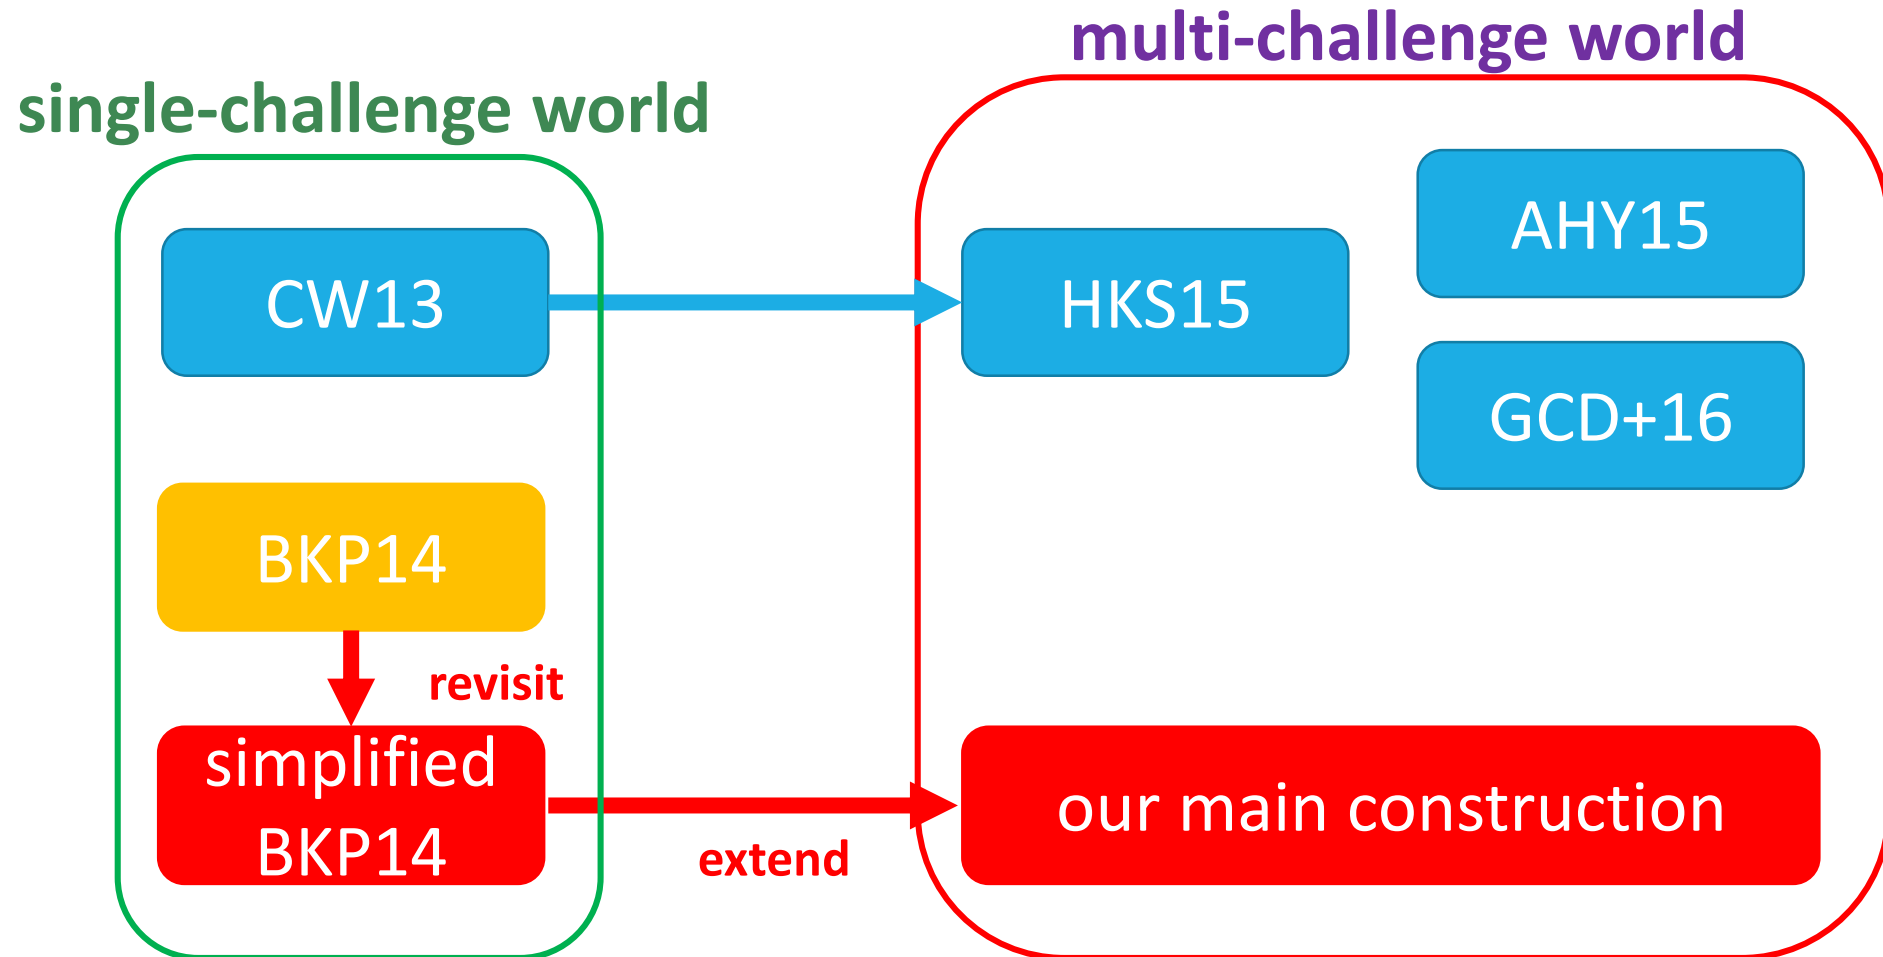 multi-challenge world
single-challenge world
CW13
HKS15
AHY15
GCD+16
BKP14
revisit
simplified
BKP14
extend
our main construction